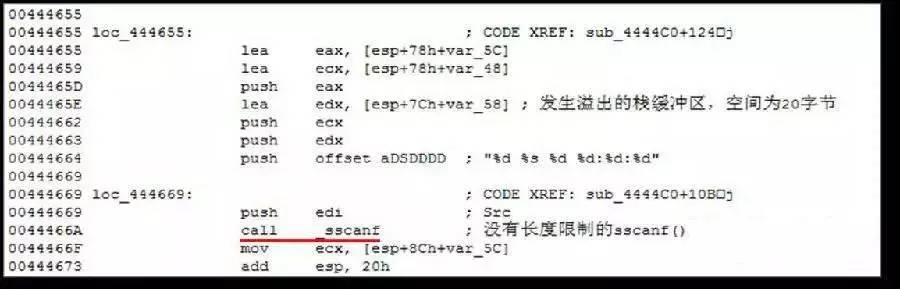 00444655
00444655 loc_444655: ; CODE XREF: sub_4444C0+124□j
00444655 lea eax, [esp+78h+var_5C]
00444659 lea ecx, [esp+78h+var_48]
0044465D push eax
0044465E lea edx, [esp+7Ch+var_58] ; 发生溢出的栈缓冲区，空间为20字节
00444662 push ecx
00444663 push edx
00444664 push offset aDSDDDD ; "%d %s %d %d:%d:%d"
00444669
00444669 loc_444669: ; CODE XREF: sub_4444C0+10B□j
00444669 push edi ; Src
0044466A call _sscanf ; 没有长度限制的sscanf()
0044466F mov ecx, [esp+8Ch+var_5C]
00444673 add esp, 20h